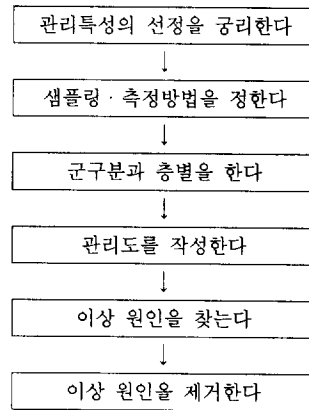 관리특성의 선정을 궁리한다
샘플링 · 측정방법을 정한다
군구분과 층별을 한다
관리도를 작성한다
이상 원인을 찾는다
이상 원인을 제거한다